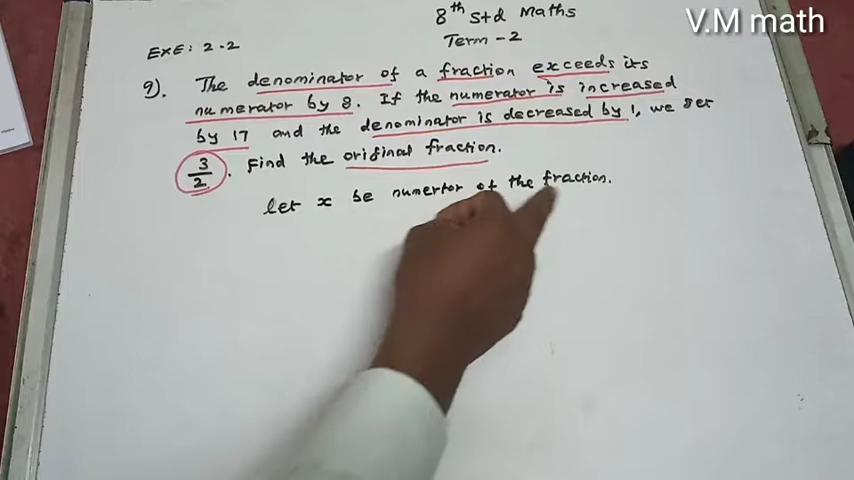 8th std Maths
V.M math
Term - 2
EXE: 2.2
9). The denominator of a fraction exceeds its
numerator by 8. If the numerator is increased
by 17 and the denominator is decreased by 1, we get
3/2. Find the original fraction.
let x be numertor of the fraction.